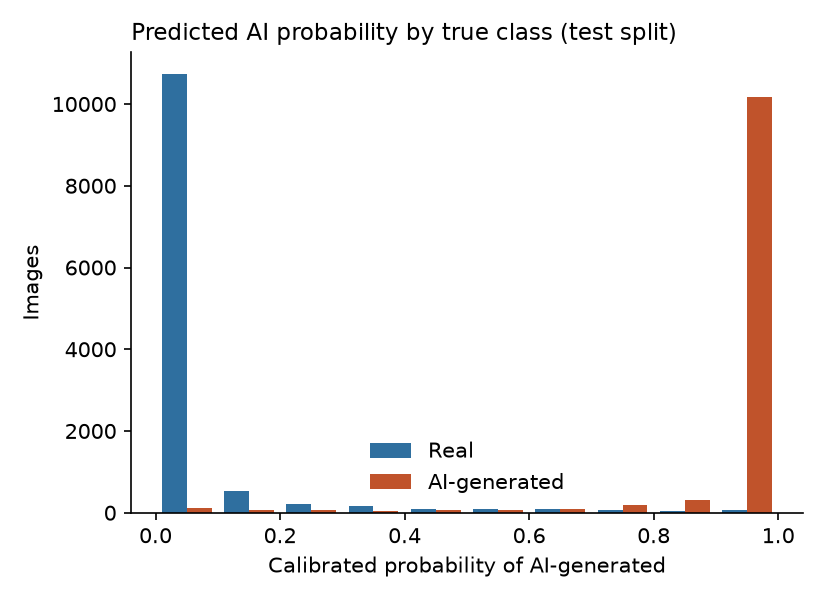 Predicted AI probability by true class (test split)
10000
8000
6000
4000
2000
0
Images
Real
AI-generated
0.0 0.2 0.4 0.6 0.8 1.0
Calibrated probability of AI-generated